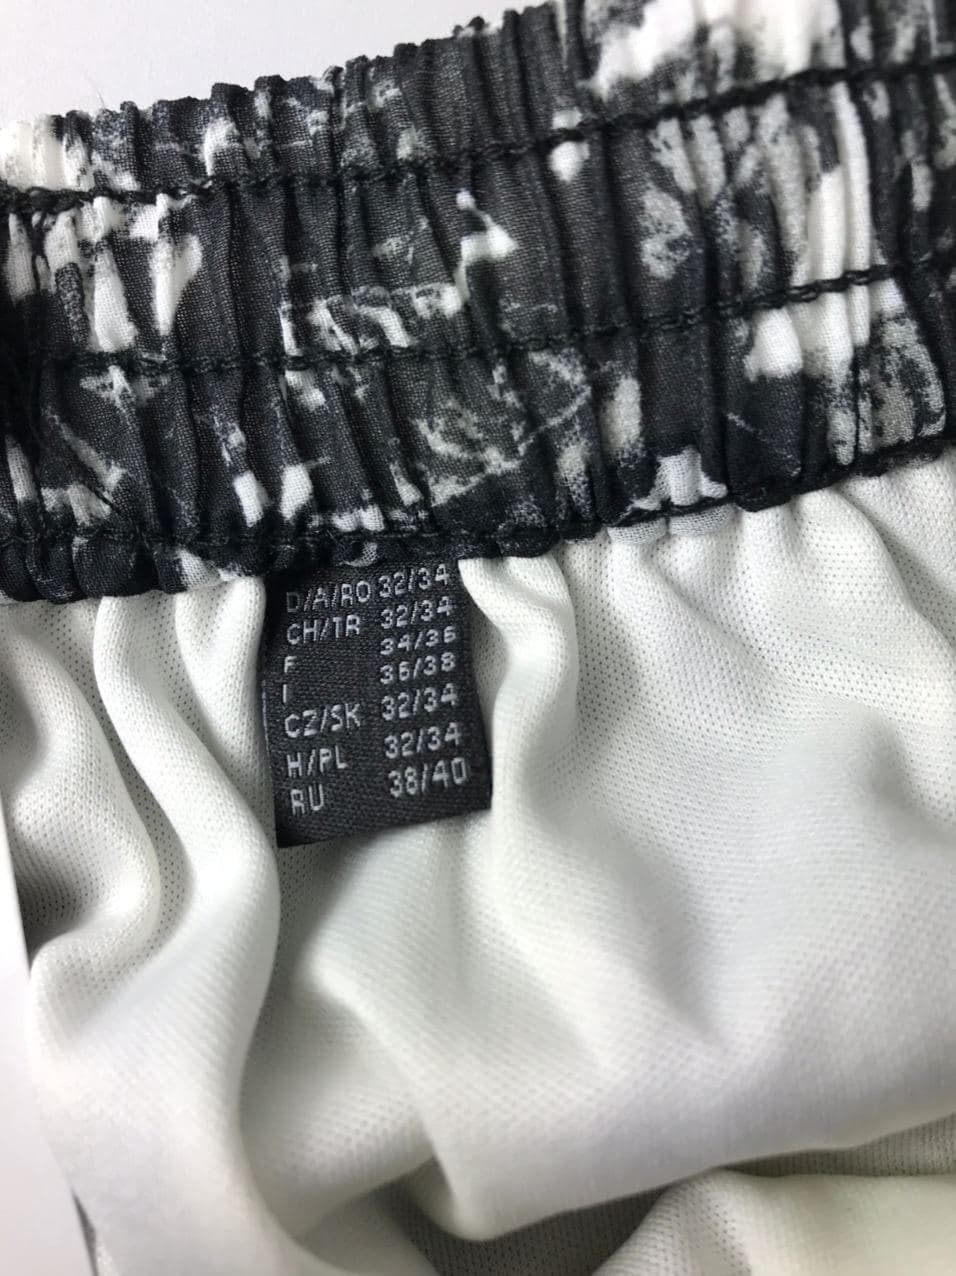 D/A/RO 32/34
CH/TR 32/34
F 34/36
I 36/38
CZ/SK 32/34
H/PL 32/34
RU 38/40